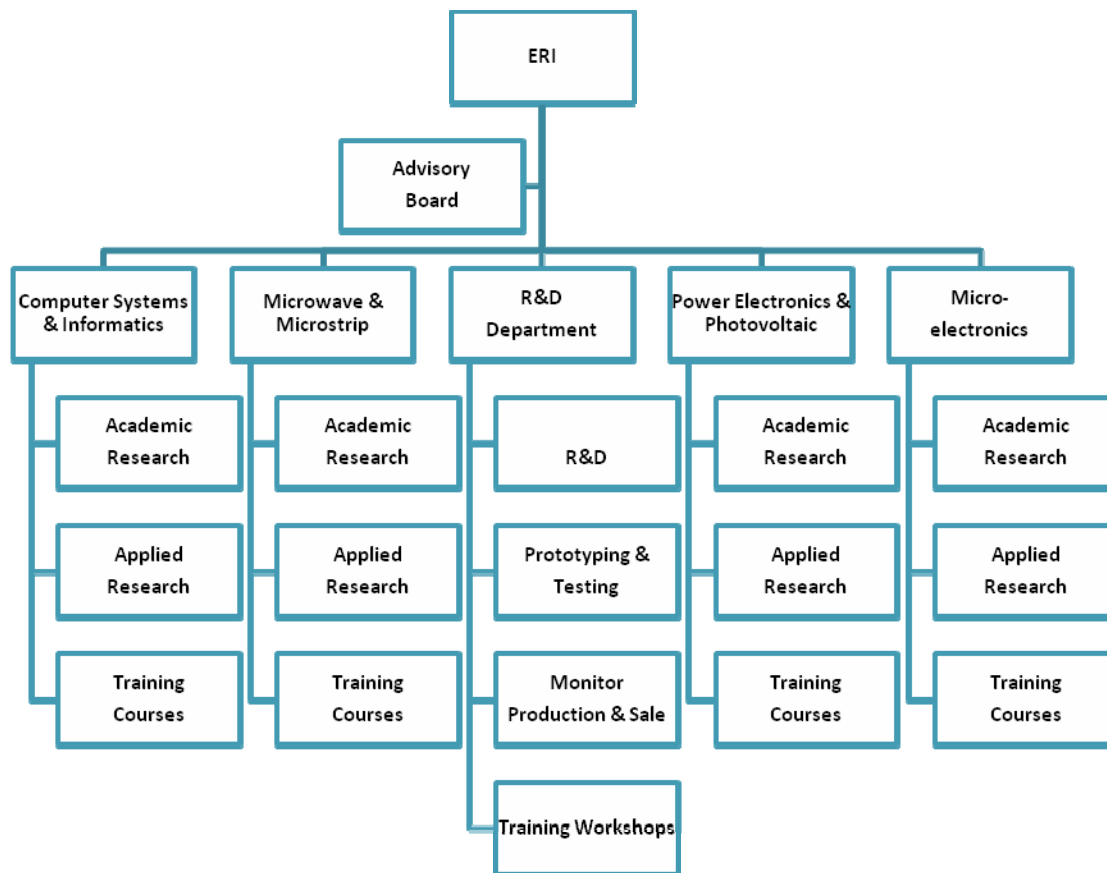 ERI
Advisory
Board
Computer Systems
& Informatics
Microwave &
Microstrip
R&D
Department
Power Electronics &
Photovoltaic
Micro-
electronics
Academic
Research
Academic
Research
R&D
Academic
Research
Academic
Research
Applied
Research
Applied
Research
Prototyping &
Testing
Applied
Research
Applied
Research
Training
Courses
Training
Courses
Monitor
Production & Sale
Training
Courses
Training
Courses
Training Workshops